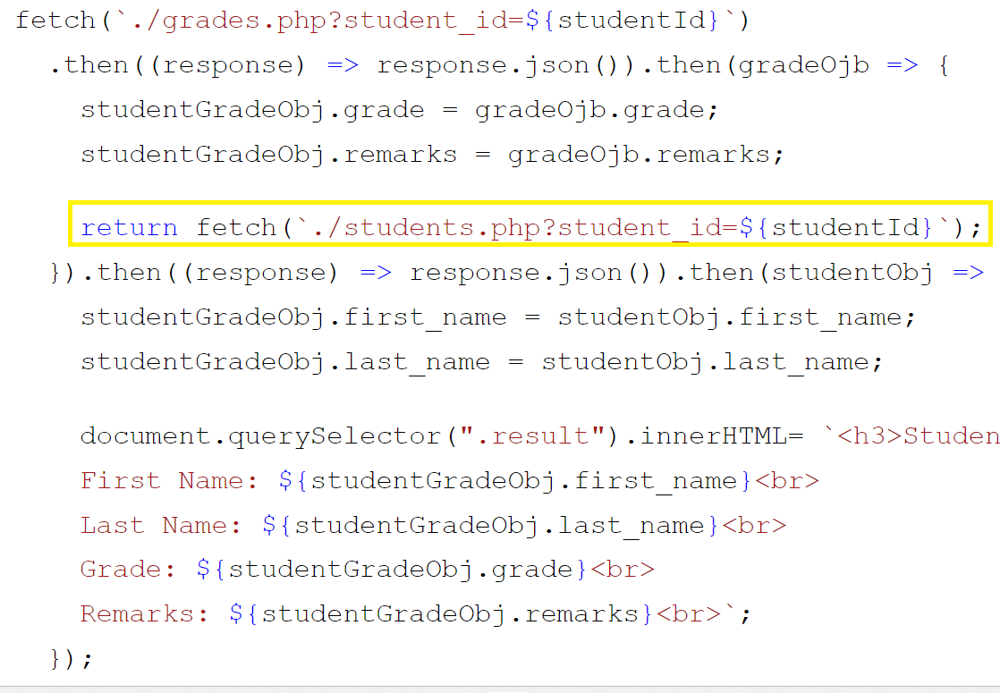 fetch(`./grades.php?student_id=${studentId}`)
.then((response) => response.json()).then(gradeOjb => {
studentGradeObj.grade = gradeOjb.grade;
studentGradeObj.remarks = gradeOjb.remarks;
return fetch(`./students.php?student_id=${studentId}`);
}).then((response) => response.json()).then(studentObj =>
studentGradeObj.first_name = studentObj.first_name;
studentGradeObj.last_name = studentObj.last_name;
document.querySelector(".result").innerHTML= `<h3>Studen
First Name: ${studentGradeObj.first_name}<br>
Last Name: ${studentGradeObj.last_name}<br>
Grade: ${studentGradeObj.grade}<br>
Remarks: ${studentGradeObj.remarks}<br>`;
});